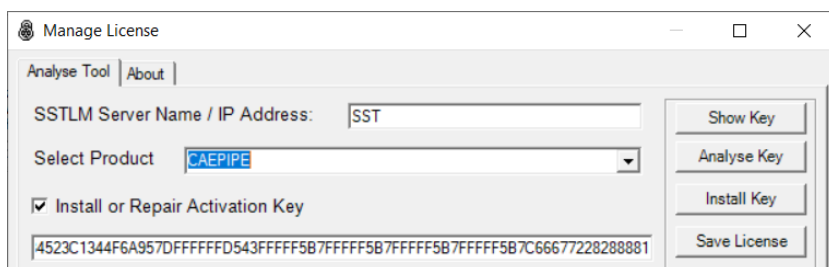 Manage License
Analyse Tool About
SSTLM Server Name / IP Address: SST
Show Key
Select Product CAEPIPE
Analyse Key
Install or Repair Activation Key
Install Key
4523C1344F6A957DFFFFFFD543FFFFF5B7FFFFF5B7FFFFF5B7FFFFF5B7C66677228288881
Save License